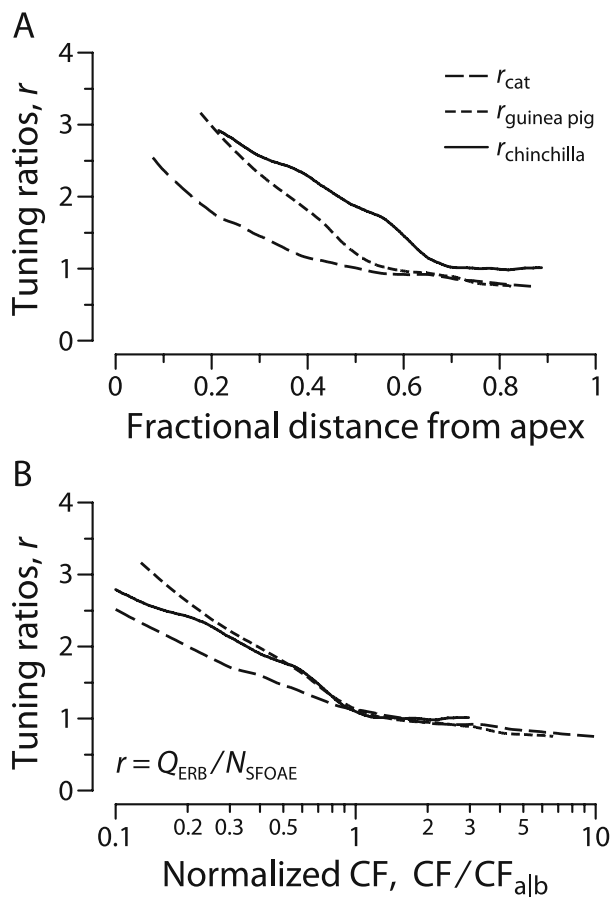 A
Tuning ratios, r
4
3
2
1
0
r_cat
r_guinea pig
r_chinchilla
0 0.2 0.4 0.6 0.8 1
Fractional distance from apex
B
Tuning ratios, r
4
3
2
1
0
r = Q_ERB/N_SFOAE
0.1 0.2 0.3 0.5 1 2 3 5 10
Normalized CF, CF/CF_a|b